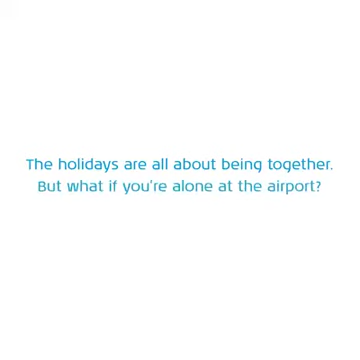 The holidays are all about being together.
But what if you're alone at the airport?